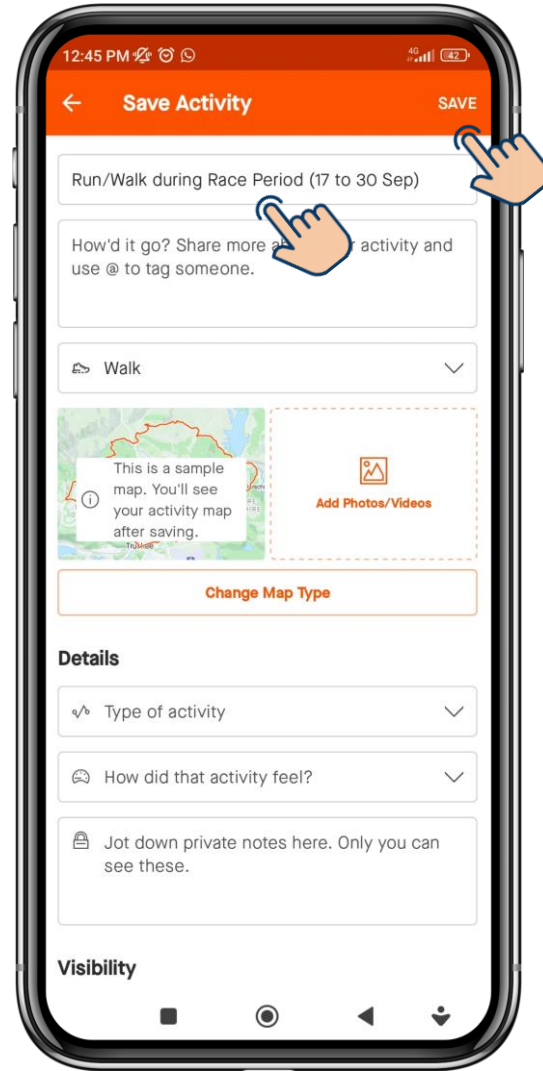 12:45 PM
4G
42
Save Activity
SAVE
Run/Walk during Race Period (17 to 30 Sep)
How'd it go? Share more activity and
use @ to tag someone.
Walk
This is a sample
map. You'll see
your activity map
after saving.
Truckee
Add Photos/Videos
Change Map Type
Details
Type of activity
How did that activity feel?
Jot down private notes here. Only you can
see these.
Visibility